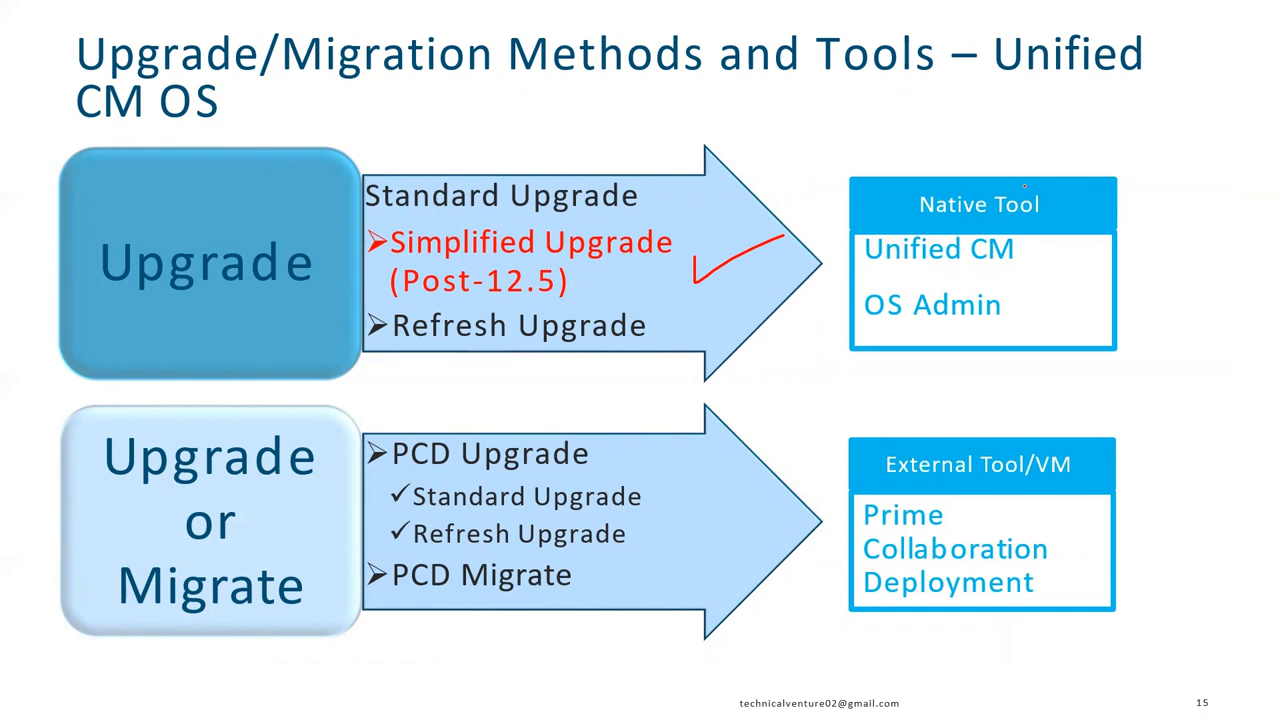 Upgrade/Migration Methods and Tools – Unified
CM OS
Upgrade
Standard Upgrade
➢Simplified Upgrade
(Post-12.5)
➢Refresh Upgrade
Native Tool
Unified CM
OS Admin
Upgrade
or
Migrate
➢PCD Upgrade
✓Standard Upgrade
✓Refresh Upgrade
➢PCD Migrate
External Tool/VM
Prime
Collaboration
Deployment
technicalventure02@gmail.com
15